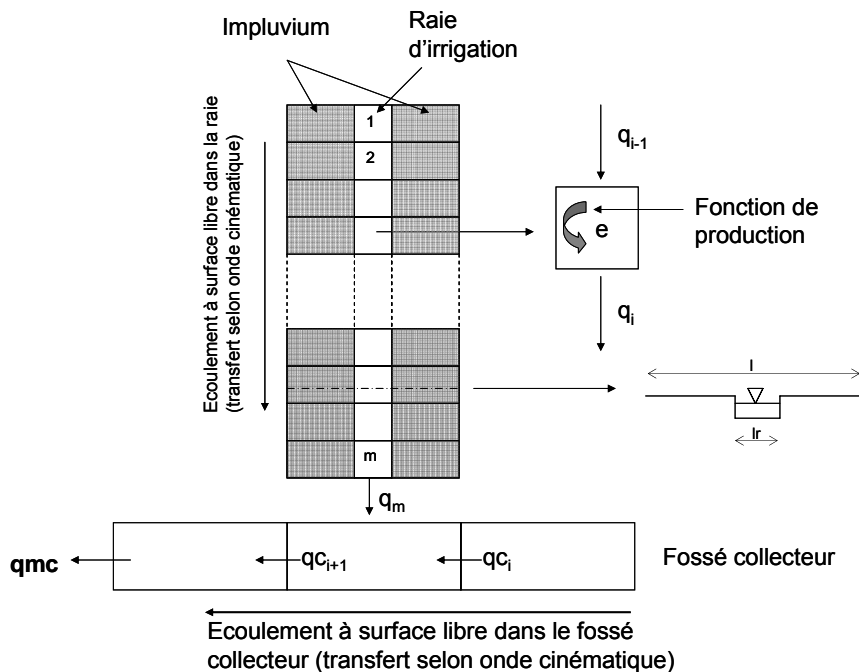 Impluvium
Raie
d'irrigation
Ecoulement à surface libre dans la raie
(transfert selon onde cinématique)
1
2
q_{i-1}
Fonction de
production
e
q_i
l
lr
m
q_m
qmc
qc_{i+1}
qc_i
Fossé collecteur
Ecoulement à surface libre dans le fossé
collecteur (transfert selon onde cinématique)